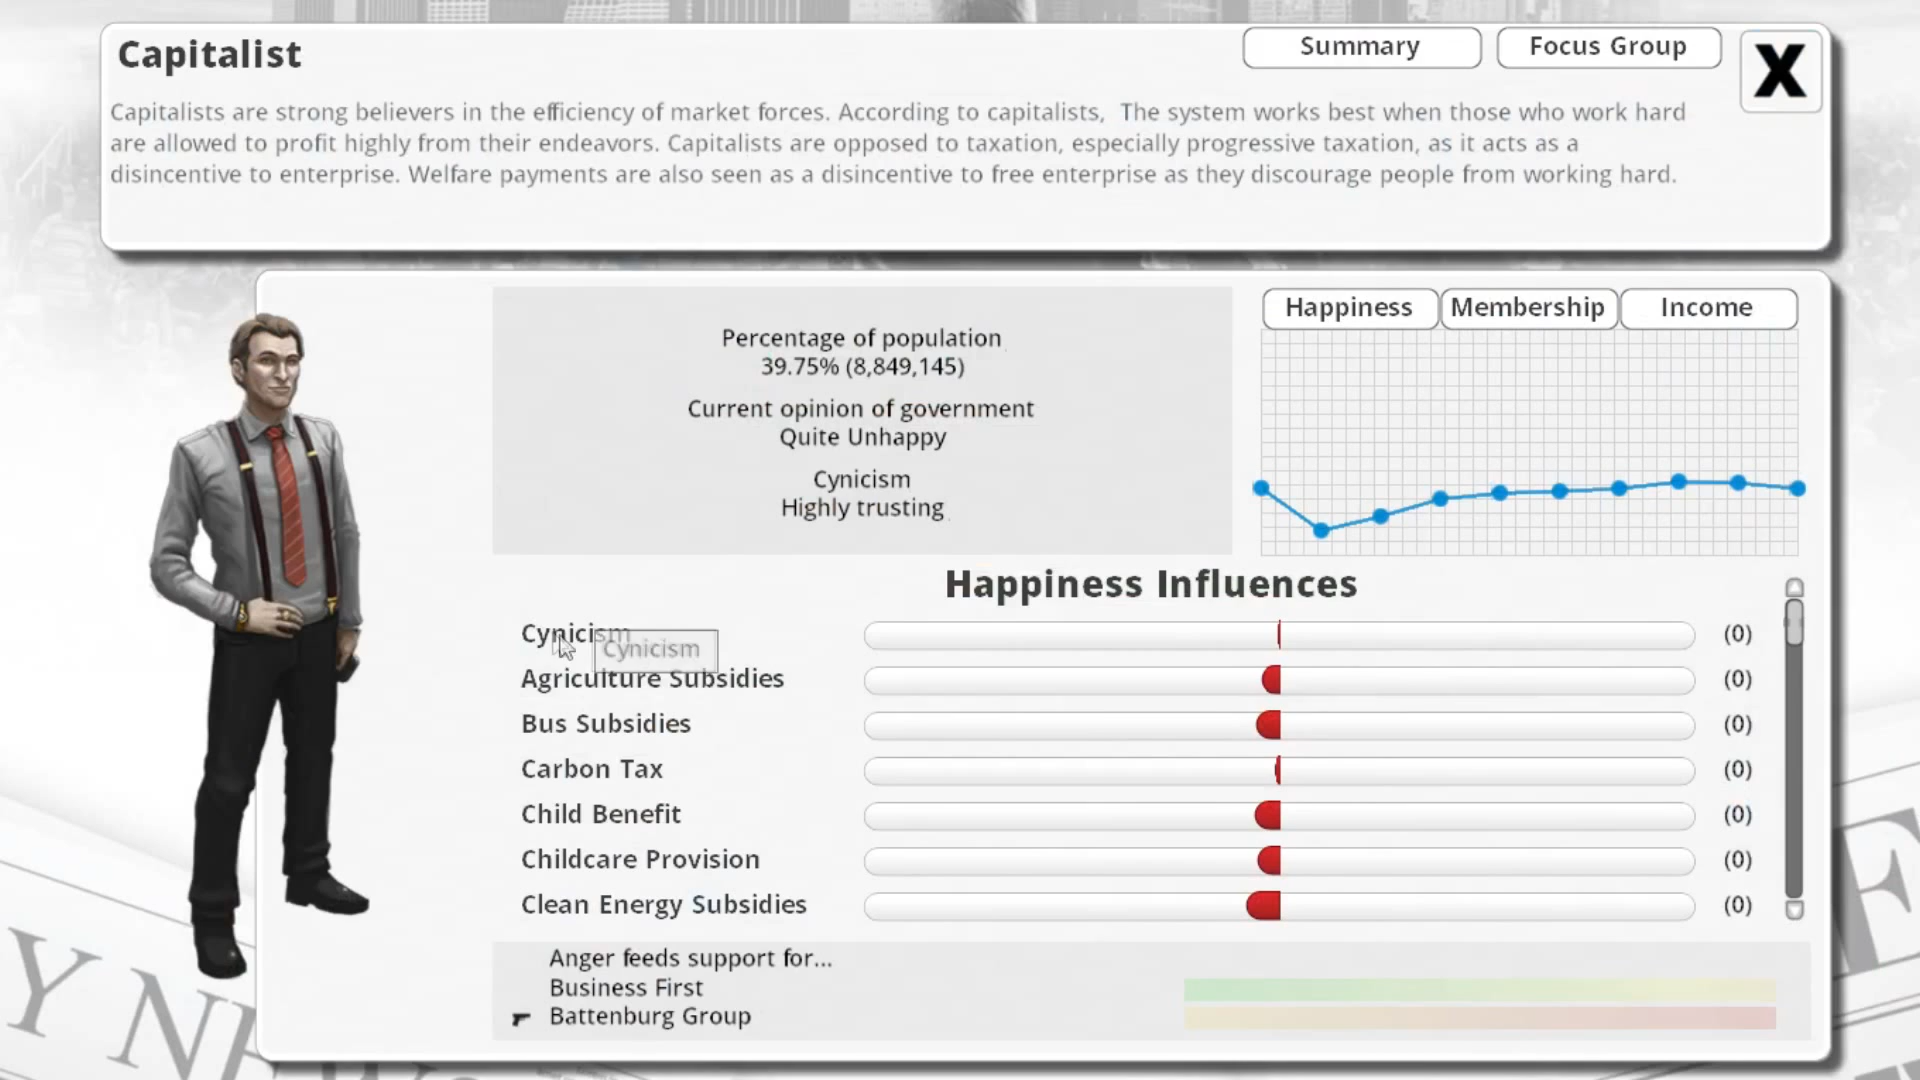 Capitalist
Summary
Focus Group
X
Capitalists are strong believers in the efficiency of market forces. According to capitalists, The system works best when those who work hard
are allowed to profit highly from their endeavors. Capitalists are opposed to taxation, especially progressive taxation, as it acts as a
disincentive to enterprise. Welfare payments are also seen as a disincentive to free enterprise as they discourage people from working hard.
Percentage of population
39.75% (8,849,145)
Current opinion of government
Quite Unhappy
Cynicism
Highly trusting
Happiness
Membership
Income
Happiness Influences
Cynicism (0)
Cynicism
Agriculture Subsidies (0)
Bus Subsidies (0)
Carbon Tax (0)
Child Benefit (0)
Childcare Provision (0)
Clean Energy Subsidies (0)
Anger feeds support for...
Business First
Battenburg Group